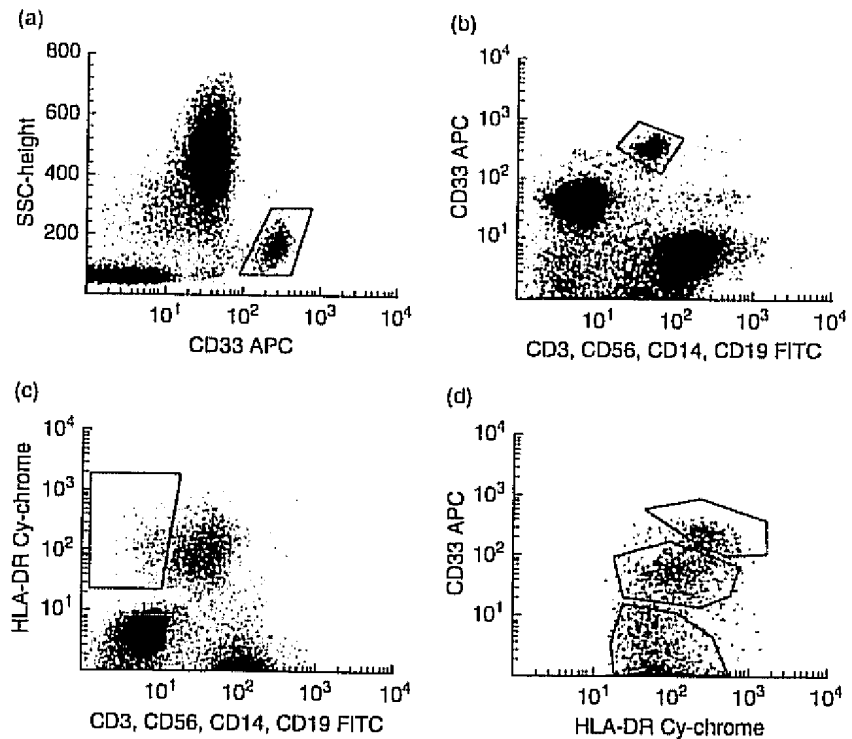 (a)
800
600
400
200
SSC-height
10¹
10²
10³
10⁴
CD33 APC
(b)
10⁴
10³
10²
10¹
CD33 APC
10¹
10²
10³
10⁴
CD3, CD56, CD14, CD19 FITC
(c)
10⁴
10³
10²
10¹
HLA-DR Cy-chrome
10¹
10²
10³
10⁴
CD3, CD56, CD14, CD19 FITC
(d)
10⁴
10³
10²
10¹
CD33 APC
10¹
10²
10³
10⁴
HLA-DR Cy-chrome